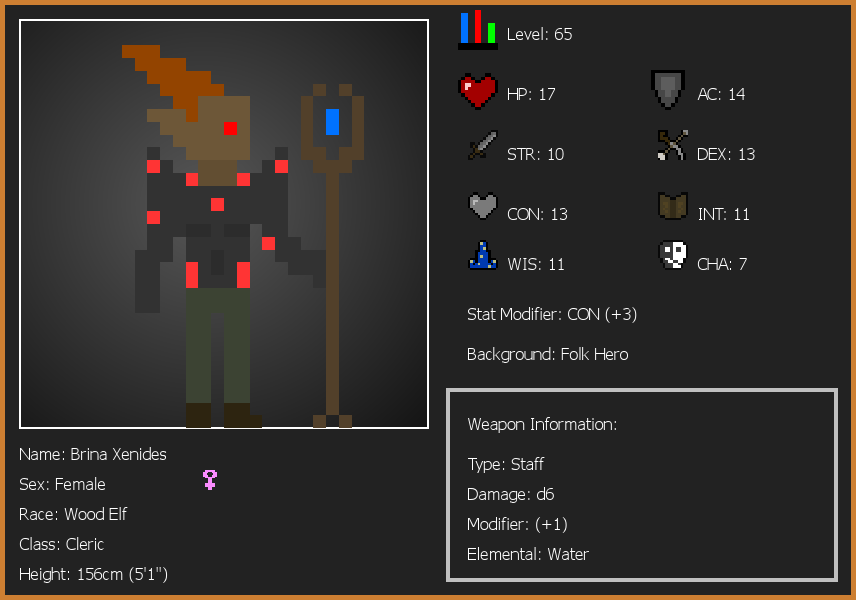 Level: 65
HP: 17
AC: 14
STR: 10
DEX: 13
CON: 13
INT: 11
WIS: 11
CHA: 7
Stat Modifier: CON (+3)
Background: Folk Hero
Weapon Information:
Type: Staff
Damage: d6
Modifier: (+1)
Elemental: Water
Name: Brina Xenides
Sex: Female
Race: Wood Elf
Class: Cleric
Height: 156cm (5'1")